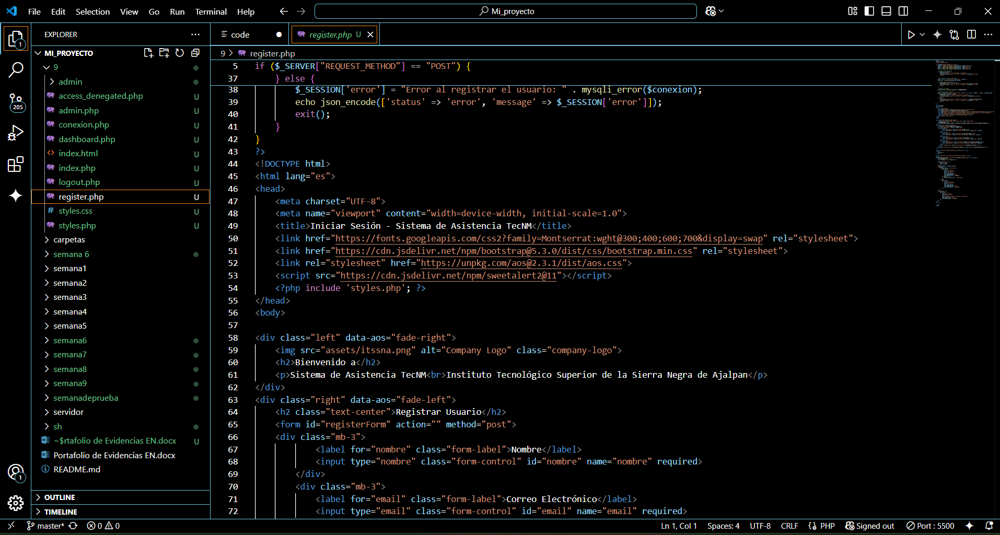 File Edit Selection View Go Run Terminal Help
Mi_proyecto
EXPLORER
MI_PROYECTO
9
admin
access_denegated.php U
admin.php U
conexion.php U
dashboard.php U
index.html U
index.php U
logout.php U
register.php U
styles.css U
styles.php U
carpetas
semana 6
semana1
semana2
semana3
semana4
semana5
semana6
semana7
semana8
semana9
semanadeprueba
servidor
sh
~$rtafolio de Evidencias EN.docx U
Portafolio de Evidencias EN.docx
README.md
OUTLINE
TIMELINE
1
205
1
code
register.php U
9 > register.php
5 if ($_SERVER["REQUEST_METHOD"] == "POST") {
37 } else {
38 $_SESSION['error'] = "Error al registrar el usuario: " . mysqli_error($conexion);
39 echo json_encode(['status' => 'error', 'message' => $_SESSION['error']]);
40 exit();
41 }
42 }
43 ?>
44 <!DOCTYPE html>
45 <html lang="es">
46 <head>
47 <meta charset="UTF-8">
48 <meta name="viewport" content="width=device-width, initial-scale=1.0">
49 <title>Iniciar Sesión - Sistema de Asistencia TecNM</title>
50 <link href="https://fonts.googleapis.com/css2?family=Montserrat:wght@300;400;600;700&display=swap" rel="stylesheet">
51 <link href="https://cdn.jsdelivr.net/npm/bootstrap@5.3.0/dist/css/bootstrap.min.css" rel="stylesheet">
52 <link rel="stylesheet" href="https://unpkg.com/aos@2.3.1/dist/aos.css">
53 <script src="https://cdn.jsdelivr.net/npm/sweetalert2@11"></script>
54 <?php include 'styles.php'; ?>
55 </head>
56 <body>
57
58 <div class="left" data-aos="fade-right">
59 <img src="assets/itssna.png" alt="Company Logo" class="company-logo">
60 <h2>Bienvenido a</h2>
61 <p>Sistema de Asistencia TecNM<br>Instituto Tecnológico Superior de la Sierra Negra de Ajalpan</p>
62 </div>
63 <div class="right" data-aos="fade-left">
64 <h2 class="text-center">Registrar Usuario</h2>
65 <form id="registerForm" action="" method="post">
66 <div class="mb-3">
67 <label for="nombre" class="form-label">Nombre</label>
68 <input type="nombre" class="form-control" id="nombre" name="nombre" required>
69 </div>
70 <div class="mb-3">
71 <label for="email" class="form-label">Correo Electrónico</label>
72 <input type="email" class="form-control" id="email" name="email" required>
master* 0 0
Ln 1, Col 1 Spaces: 4 UTF-8 CRLF PHP Signed out Port : 5500